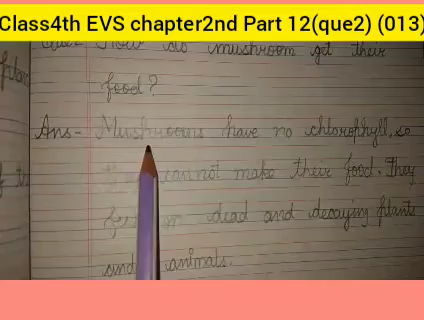 Class4th EVS chapter2nd Part 12(que2) (013)
How do mushroom get their
food?
Ans- Mushrooms have no chlorophyll, so
cannot make their food. They
dead and decaying plants
and animals.